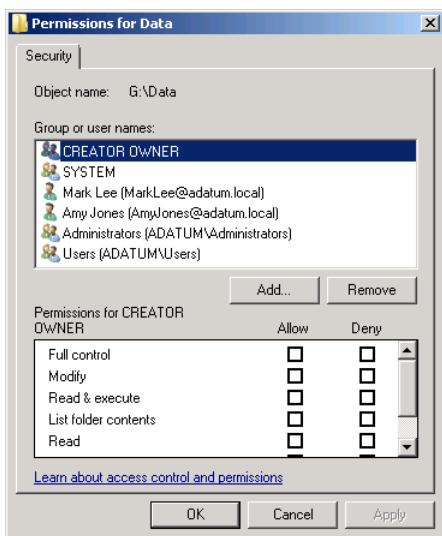 Permissions for Data
Security
Object name: G:\Data
Group or user names:
CREATOR OWNER
SYSTEM
Mark Lee (MarkLee@adatum.local)
Amy Jones (AmyJones@adatum.local)
Administrators (ADATUM\Administrators)
Users (ADATUM\Users)
Add... Remove
Permissions for CREATOR
OWNER Allow Deny
Full control
Modify
Read & execute
List folder contents
Read
Learn about access control and permissions
OK Cancel Apply